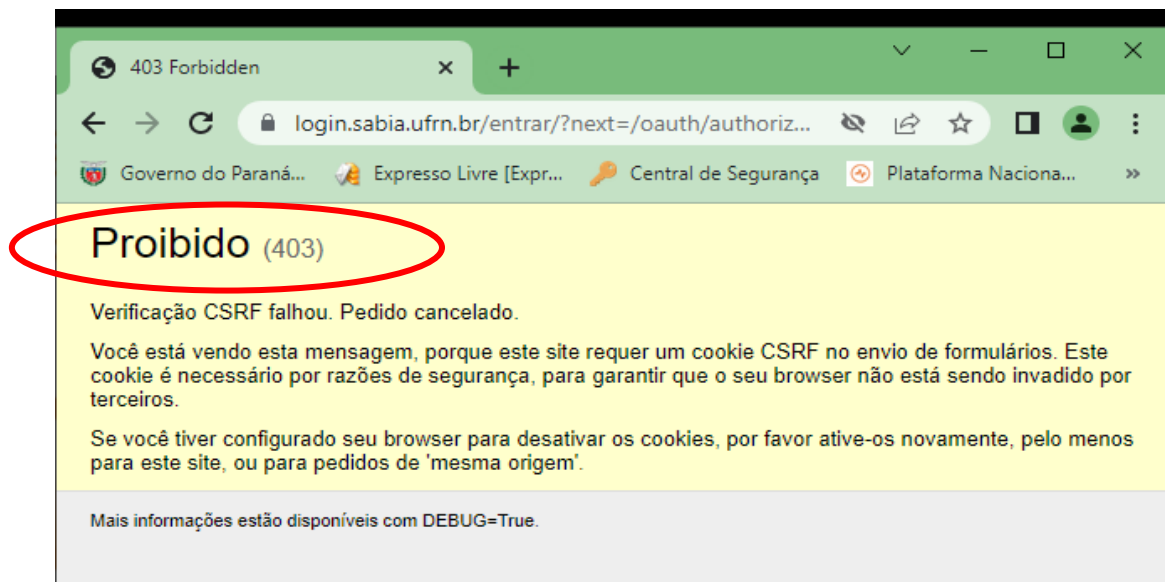 403 Forbidden
login.sabia.ufrn.br/entrar/?next=/oauth/authoriz...
Governo do Paraná... Expresso Livre [Expr... Central de Segurança Plataforma Naciona... »
Proibido (403)
Verificação CSRF falhou. Pedido cancelado.
Você está vendo esta mensagem, porque este site requer um cookie CSRF no envio de formulários. Este
cookie é necessário por razões de segurança, para garantir que o seu browser não está sendo invadido por
terceiros.
Se você tiver configurado seu browser para desativar os cookies, por favor ative-os novamente, pelo menos
para este site, ou para pedidos de 'mesma origem'.
Mais informações estão disponíveis com DEBUG=True.